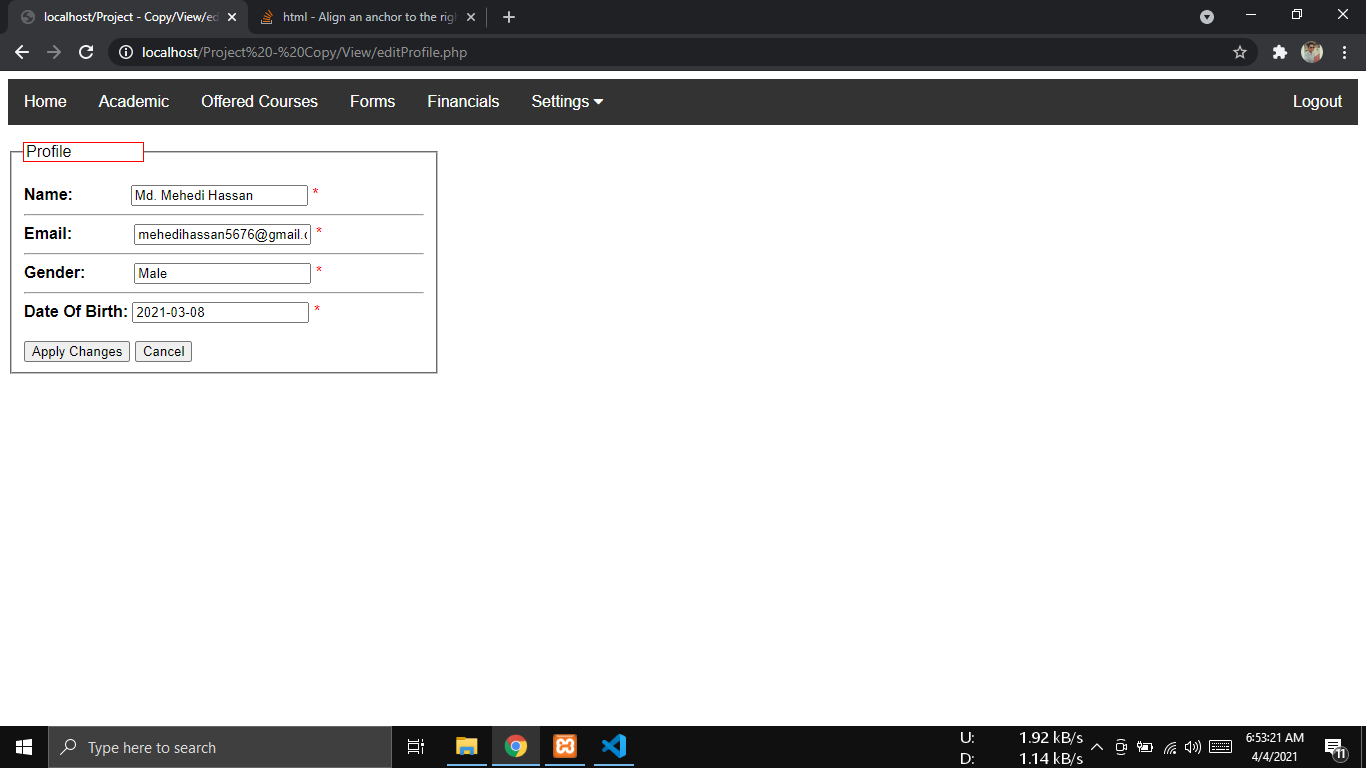 localhost/Project - Copy/View/ed
html - Align an anchor to the rig
localhost/Project%20-%20Copy/View/editProfile.php
Home Academic Offered Courses Forms Financials Settings Logout
Profile
Name: Md. Mehedi Hassan *
Email: mehedihassan5676@gmail.c *
Gender: Male *
Date Of Birth: 2021-03-08 *
Apply Changes Cancel
Type here to search
U: 1.92 kB/s
D: 1.14 kB/s
6:53:21 AM
4/4/2021
11